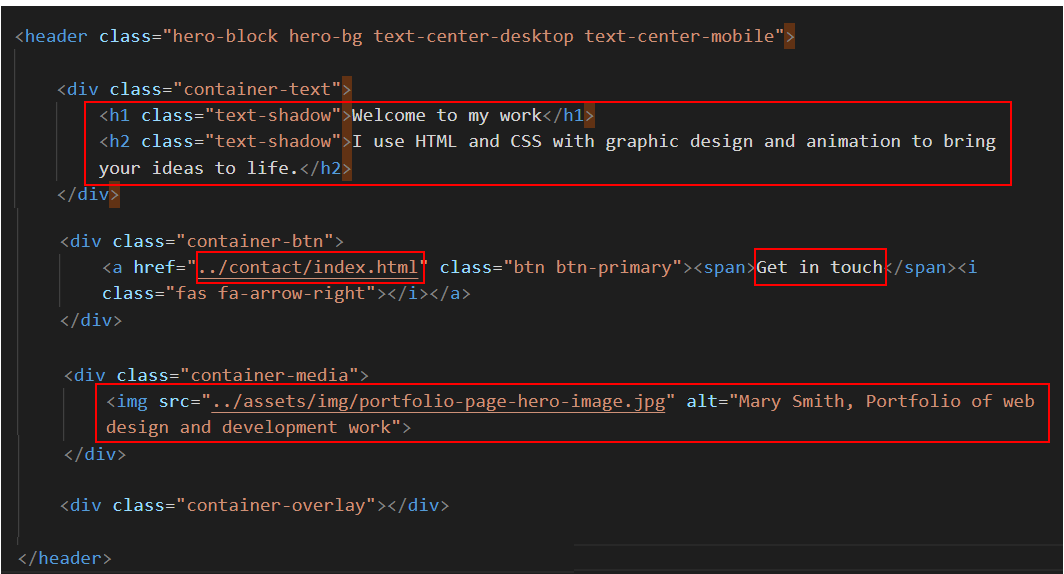 <header class="hero-block hero-bg text-center-desktop text-center-mobile">
<div class="container-text">
<h1 class="text-shadow">Welcome to my work</h1>
<h2 class="text-shadow">I use HTML and CSS with graphic design and animation to bring
your ideas to life.</h2>
</div>
<div class="container-btn">
<a href="../contact/index.html" class="btn btn-primary"><span>Get in touch</span><i
class="fas fa-arrow-right"></i></a>
</div>
<div class="container-media">
<img src="../assets/img/portfolio-page-hero-image.jpg" alt="Mary Smith, Portfolio of web
design and development work">
</div>
<div class="container-overlay"></div>
</header>